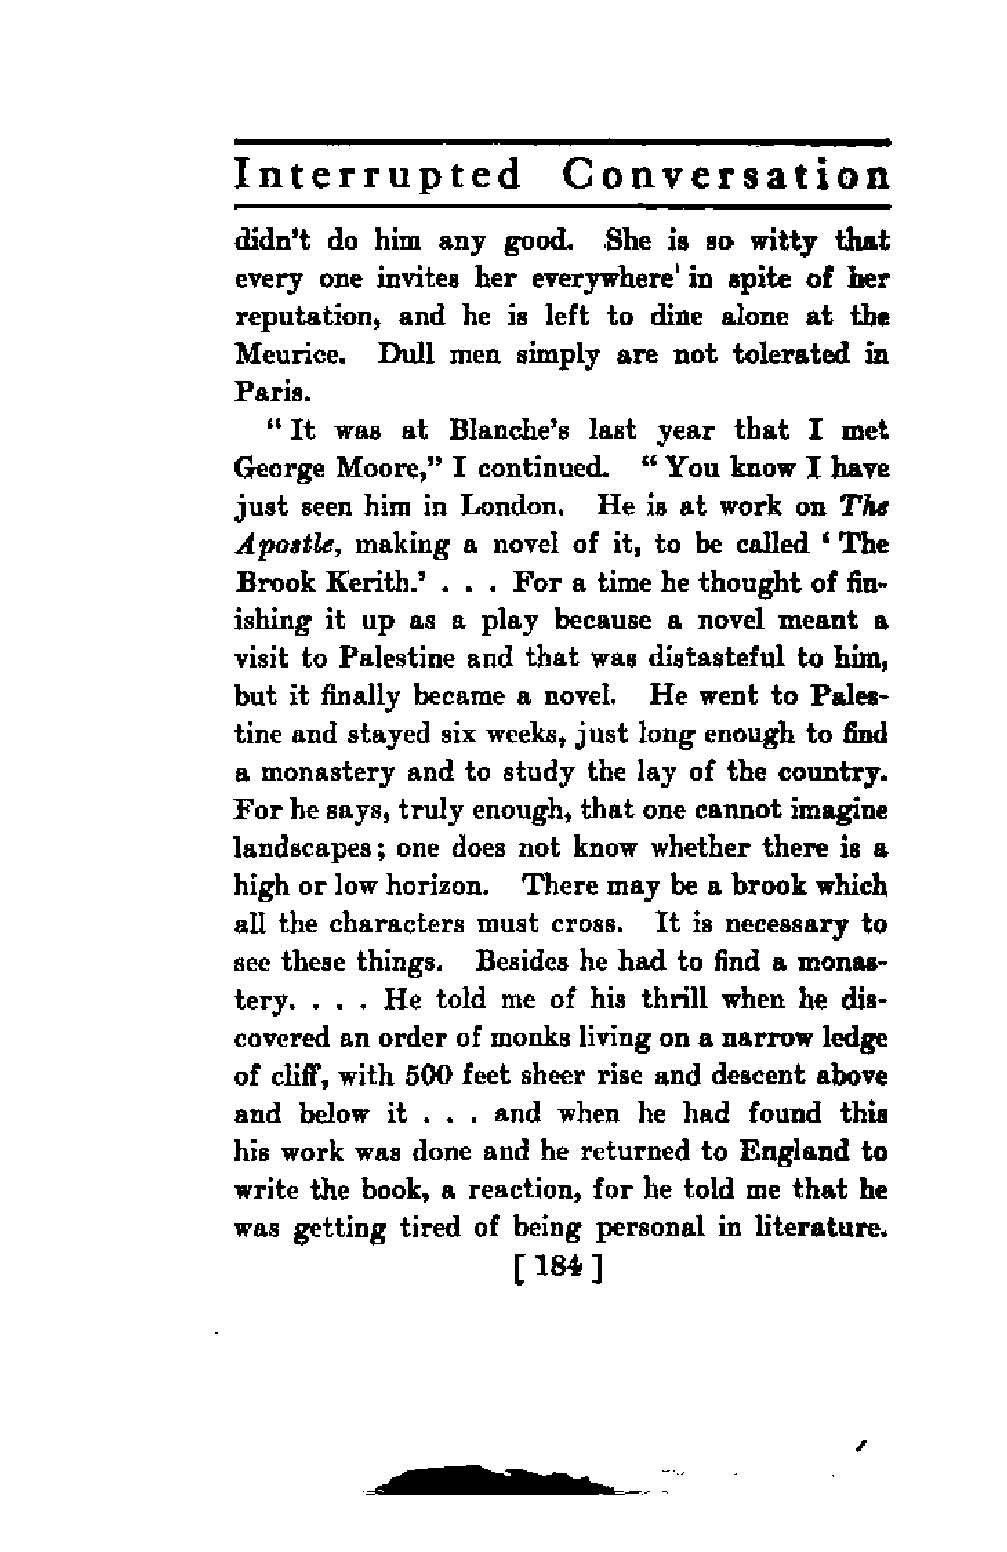 Interrupted Conversation
didn't do him any good. She is so witty that
every one invites her everywhere' in spite of her
reputation, and he is left to dine alone at the
Meurice. Dull men simply are not tolerated in
Paris.
" It was at Blanche's last year that I met
George Moore," I continued. " You know I have
just seen him in London. He is at work on The
Apostle, making a novel of it, to be called ' The
Brook Kerith.' . . . For a time he thought of fin-
ishing it up as a play because a novel meant a
visit to Palestine and that was distasteful to him,
but it finally became a novel. He went to Pales-
tine and stayed six weeks, just long enough to find
a monastery and to study the lay of the country.
For he says, truly enough, that one cannot imagine
landscapes; one does not know whether there is a
high or low horizon. There may be a brook which
all the characters must cross. It is necessary to
see these things. Besides he had to find a monas-
tery. . . . He told me of his thrill when he dis-
covered an order of monks living on a narrow ledge
of cliff, with 500 feet sheer rise and descent above
and below it . . . and when he had found this
his work was done and he returned to England to
write the book, a reaction, for he told me that he
was getting tired of being personal in literature.
[ 184 ]